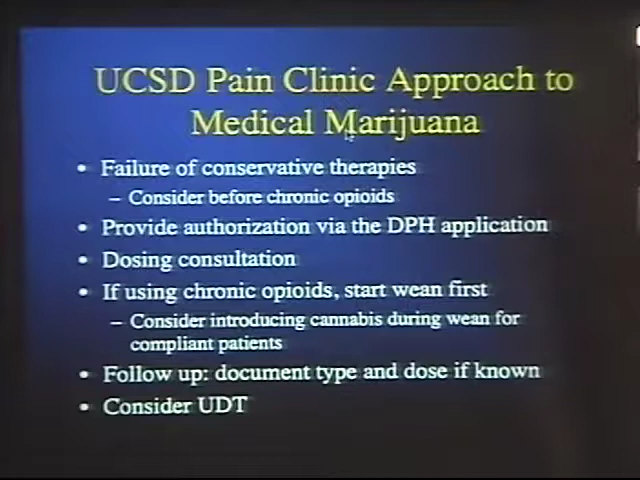 UCSD Pain Clinic Approach to
Medical Marijuana
• Failure of conservative therapies
– Consider before chronic opioids
• Provide authorization via the DPH application
• Dosing consultation
• If using chronic opioids, start wean first
– Consider introducing cannabis during wean for
compliant patients
• Follow up: document type and dose if known
• Consider UDT